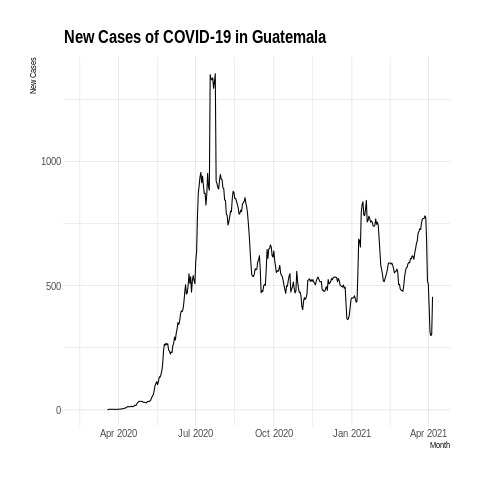 New Cases of COVID-19 in Guatemala
New Cases
1000
500
0
Apr 2020 Jul 2020 Oct 2020 Jan 2021 Apr 2021
Month